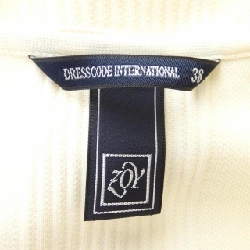 DRESSCODE INTERNATIONAL 38
ZOY